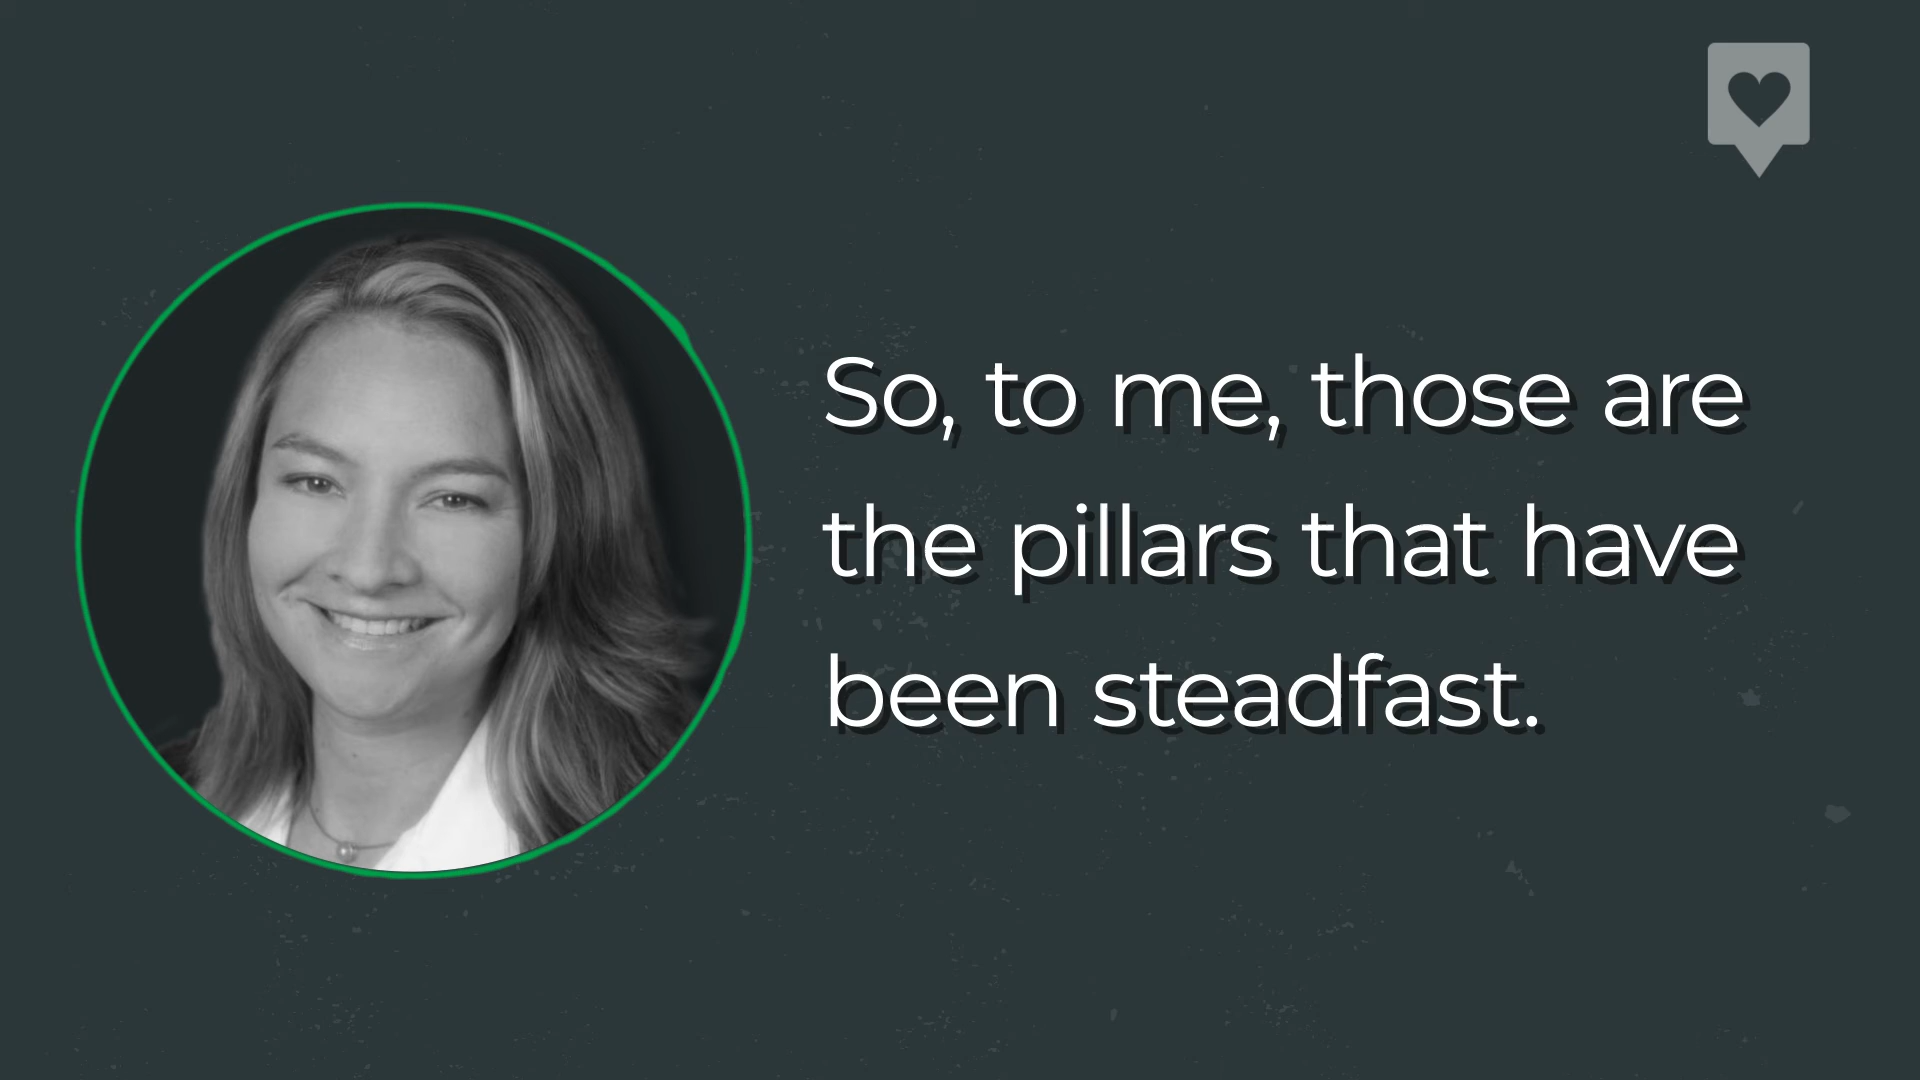 So, to me, those are
the pillars that have
been steadfast.